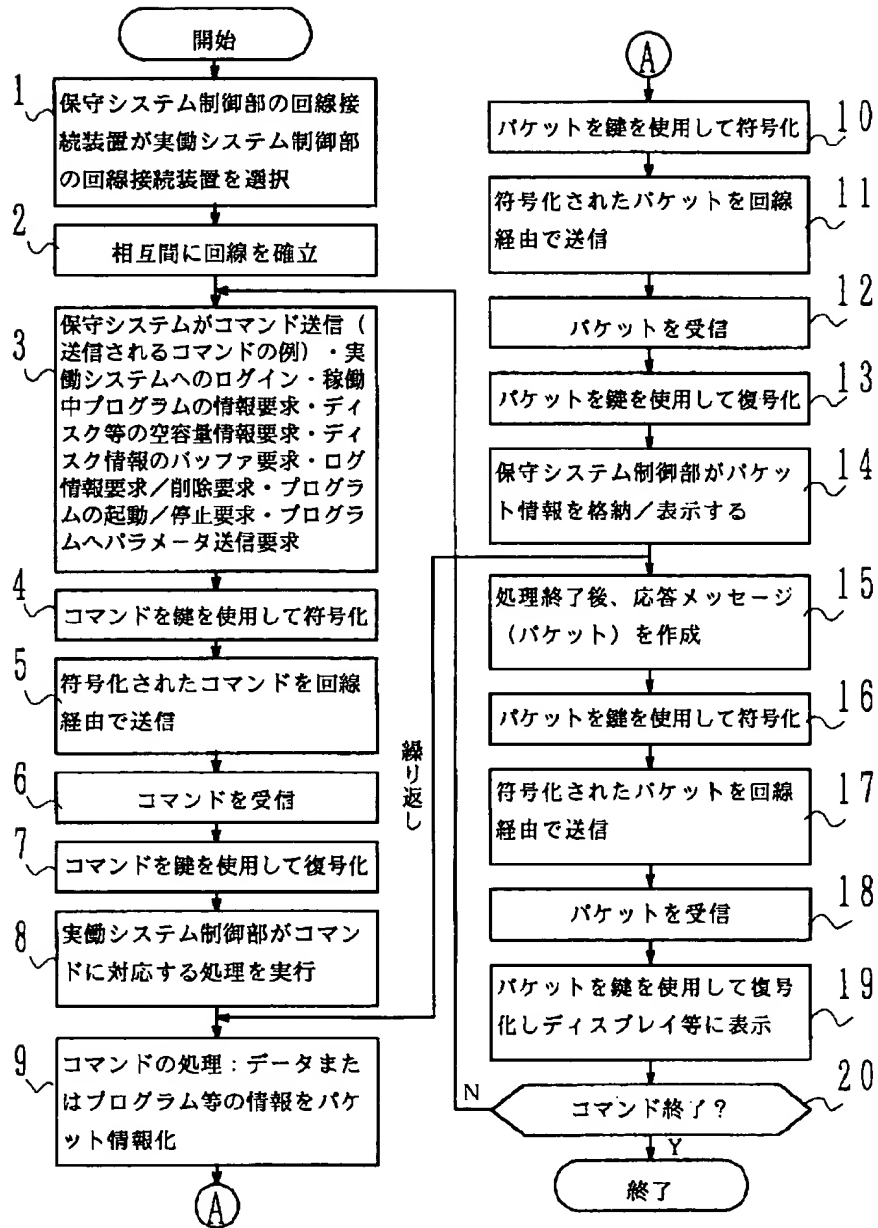 開始
1
保守システム制御部の回線接
続装置が実働システム制御部
の回線接続装置を選択
2
相互間に回線を確立
3
保守システムがコマンド送信(
送信されるコマンドの例)・実
働システムへのログイン・稼働
中プログラムの情報要求・ディ
スク等の空容量情報要求・ディ
スク情報のバッファ要求・ログ
情報要求/削除要求・プログラ
ムの起動/停止要求・プログラ
ムへパラメータ送信要求
4
コマンドを鍵を使用して符号化
5
符号化されたコマンドを回線
経由で送信
6
コマンドを受信
7
コマンドを鍵を使用して復号化
8
実働システム制御部がコマン
ドに対応する処理を実行
9
コマンドの処理:データまた
はプログラム等の情報をパケ
ット情報化
A
繰り返し
A
パケットを鍵を使用して符号化
10
符号化されたパケットを回線
経由で送信
11
パケットを受信
12
パケットを鍵を使用して復号化
13
保守システム制御部がパケッ
ト情報を格納/表示する
14
処理終了後、応答メッセージ
(パケット)を作成
15
パケットを鍵を使用して符号化
16
符号化されたパケットを回線
経由で送信
17
パケットを受信
18
パケットを鍵を使用して復号
化しディスプレイ等に表示
19
コマンド終了?
20
N
Y
終了